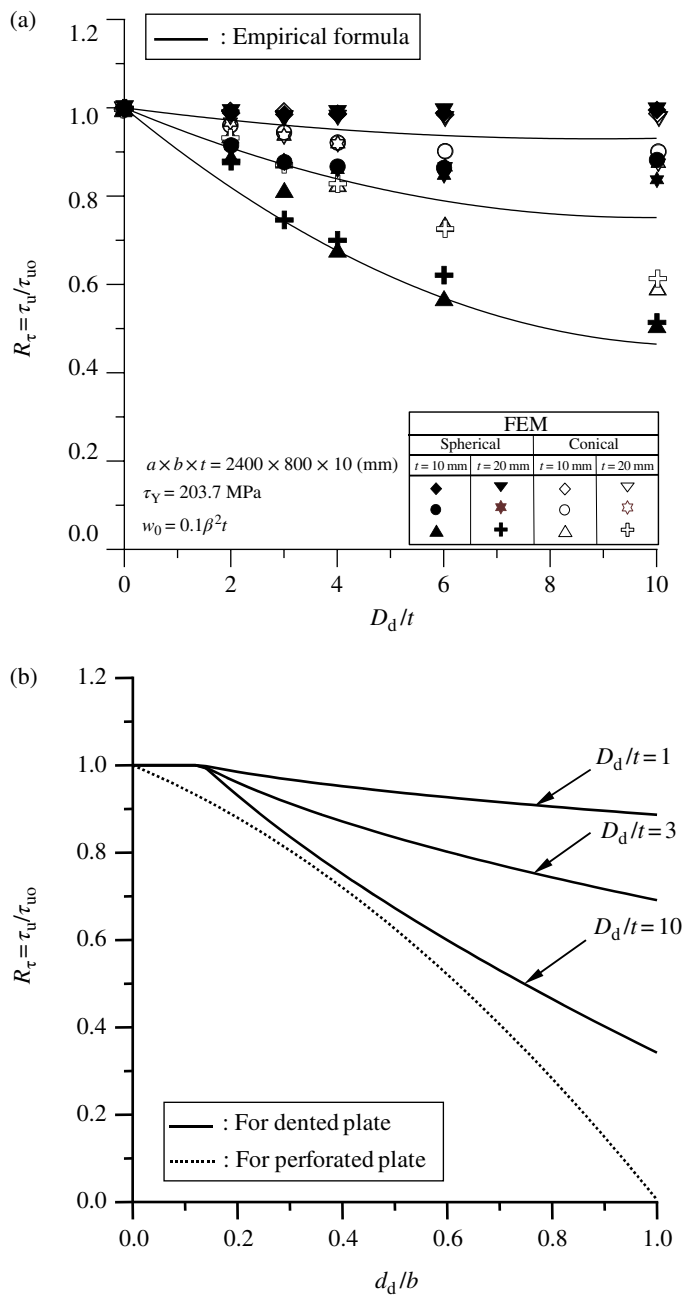 (a)
1.2
1.0
0.8
0.6
0.4
0.2
0.0
R_τ = τ_u/τ_uo
— : Empirical formula
a × b × t = 2400 × 800 × 10 (mm)
τ_Y = 203.7 MPa
w_0 = 0.1β²t
FEM
Spherical Conical
t = 10 mm t = 20 mm t = 10 mm t = 20 mm
0 2 4 6 8 10
D_d/t
(b)
1.2
1.0
0.8
0.6
0.4
0.2
0.0
R_τ = τ_u/τ_uo
D_d/t = 1
D_d/t = 3
D_d/t = 10
: For dented plate
: For perforated plate
0.0 0.2 0.4 0.6 0.8 1.0
d_d/b